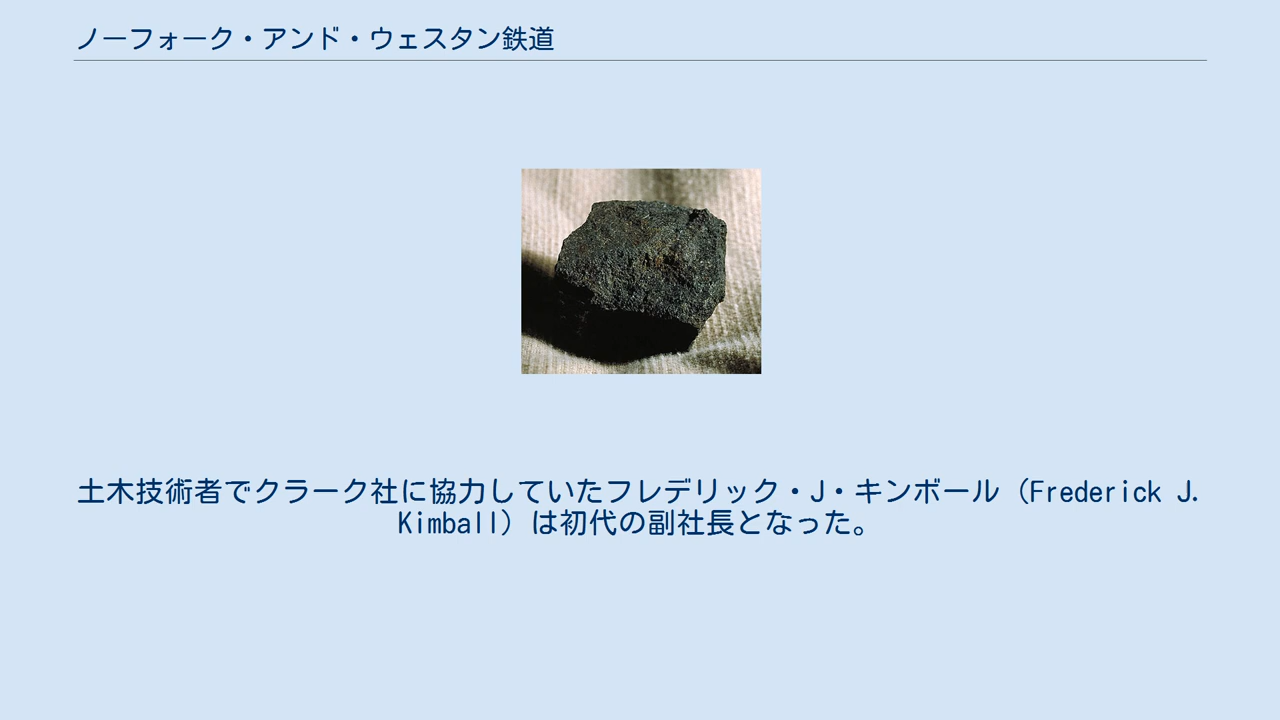 ノーフォーク・アンド・ウェスタン鉄道
土木技術者でクラーク社に協力していたフレデリック・J・キンボール（Frederick J.
Kimball）は初代の副社長となった。